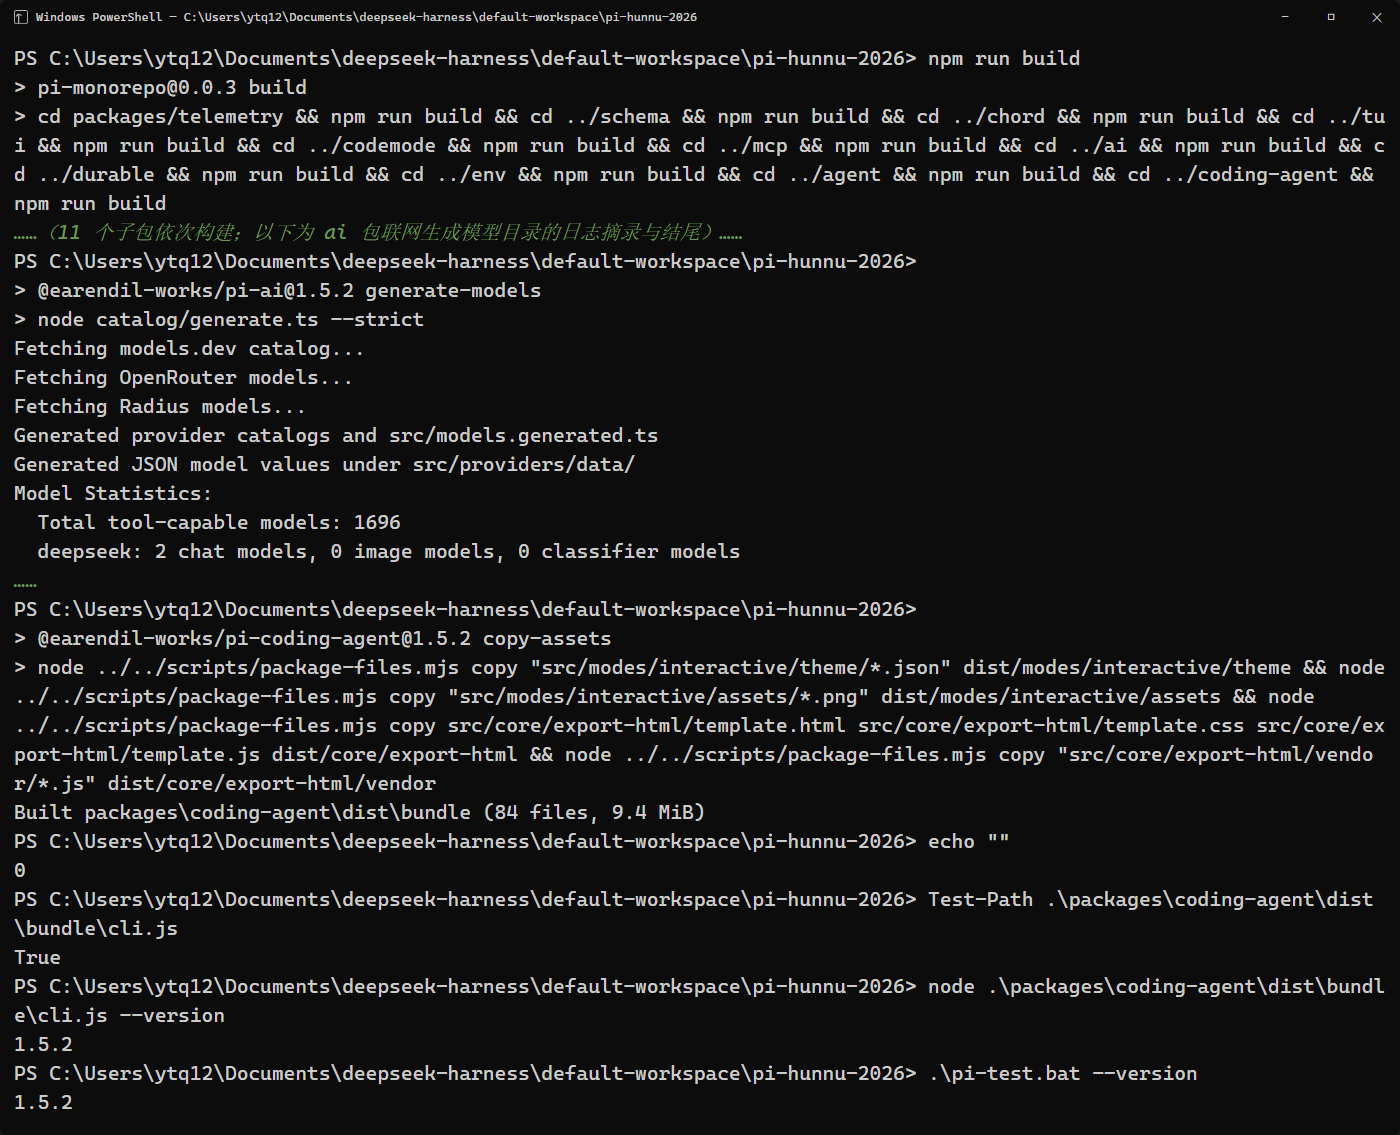 Windows PowerShell — C:\Users\ytq12\Documents\deepseek-harness\default-workspace\pi-hunnu-2026
PS C:\Users\ytq12\Documents\deepseek-harness\default-workspace\pi-hunnu-2026> npm run build
> pi-monorepo@0.0.3 build
> cd packages/telemetry && npm run build && cd ../schema && npm run build && cd ../chord && npm run build && cd ../tu
i && npm run build && cd ../codemode && npm run build && cd ../mcp && npm run build && cd ../ai && npm run build && c
d ../durable && npm run build && cd ../env && npm run build && cd ../agent && npm run build && cd ../coding-agent &&
npm run build
……（11 个子包依次构建；以下为 ai 包联网生成模型目录的日志摘录与结尾）……
PS C:\Users\ytq12\Documents\deepseek-harness\default-workspace\pi-hunnu-2026>
> @earendil-works/pi-ai@1.5.2 generate-models
> node catalog/generate.ts --strict
Fetching models.dev catalog...
Fetching OpenRouter models...
Fetching Radius models...
Generated provider catalogs and src/models.generated.ts
Generated JSON model values under src/providers/data/
Model Statistics:
  Total tool-capable models: 1696
  deepseek: 2 chat models, 0 image models, 0 classifier models
……
PS C:\Users\ytq12\Documents\deepseek-harness\default-workspace\pi-hunnu-2026>
> @earendil-works/pi-coding-agent@1.5.2 copy-assets
> node ../../scripts/package-files.mjs copy "src/modes/interactive/theme/*.json" dist/modes/interactive/theme && node
../../scripts/package-files.mjs copy "src/modes/interactive/assets/*.png" dist/modes/interactive/assets && node
../../scripts/package-files.mjs copy src/core/export-html/template.html src/core/export-html/template.css src/core/ex
port-html/template.js dist/core/export-html && node ../../scripts/package-files.mjs copy "src/core/export-html/vendo
r/*.js" dist/core/export-html/vendor
Built packages\coding-agent\dist\bundle (84 files, 9.4 MiB)
PS C:\Users\ytq12\Documents\deepseek-harness\default-workspace\pi-hunnu-2026> echo ""
0
PS C:\Users\ytq12\Documents\deepseek-harness\default-workspace\pi-hunnu-2026> Test-Path .\packages\coding-agent\dist
\bundle\cli.js
True
PS C:\Users\ytq12\Documents\deepseek-harness\default-workspace\pi-hunnu-2026> node .\packages\coding-agent\dist\bundl
e\cli.js --version
1.5.2
PS C:\Users\ytq12\Documents\deepseek-harness\default-workspace\pi-hunnu-2026> .\pi-test.bat --version
1.5.2